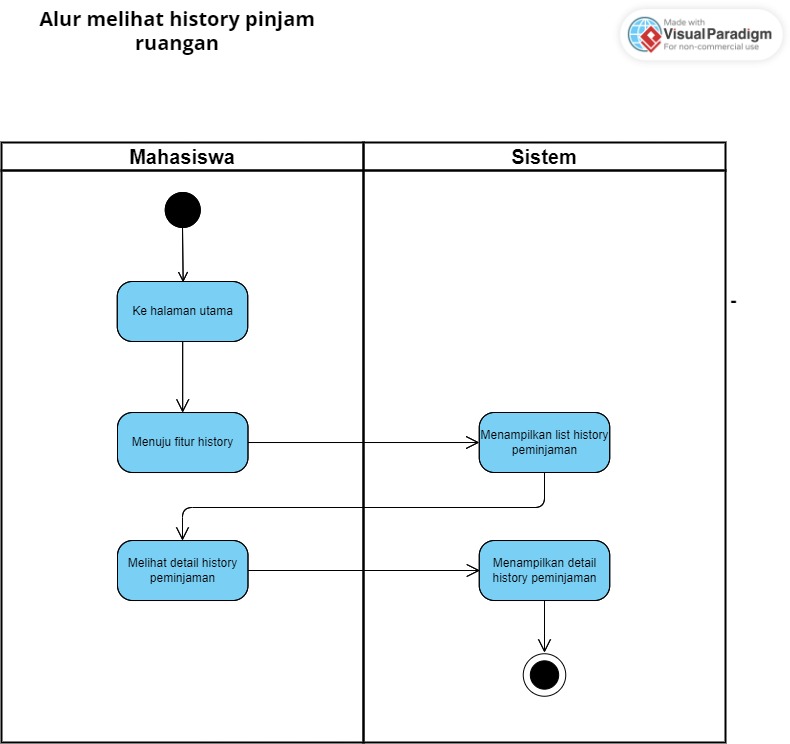 Alur melihat history pinjam
ruangan
Made with
Visual Paradigm
For non-commercial use
Mahasiswa
Sistem
Ke halaman utama
-
Menuju fitur history
Menampilkan list history
peminjaman
Melihat detail history
peminjaman
Menampilkan detail
history peminjaman